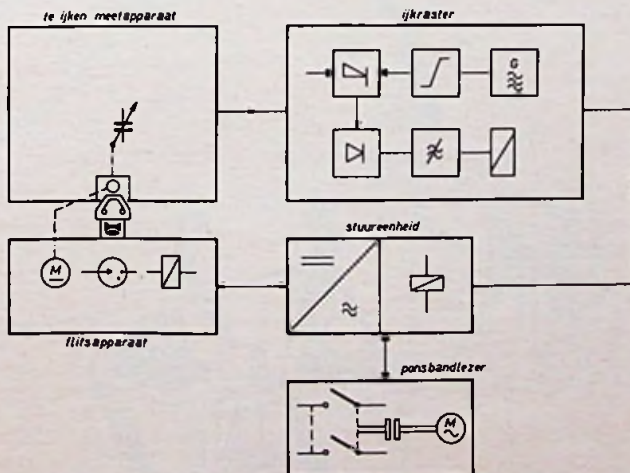 te ijken meetapparaat
ijkraster
G
stuureenheid
M
flitsapparaat
ponsbandlezer
M